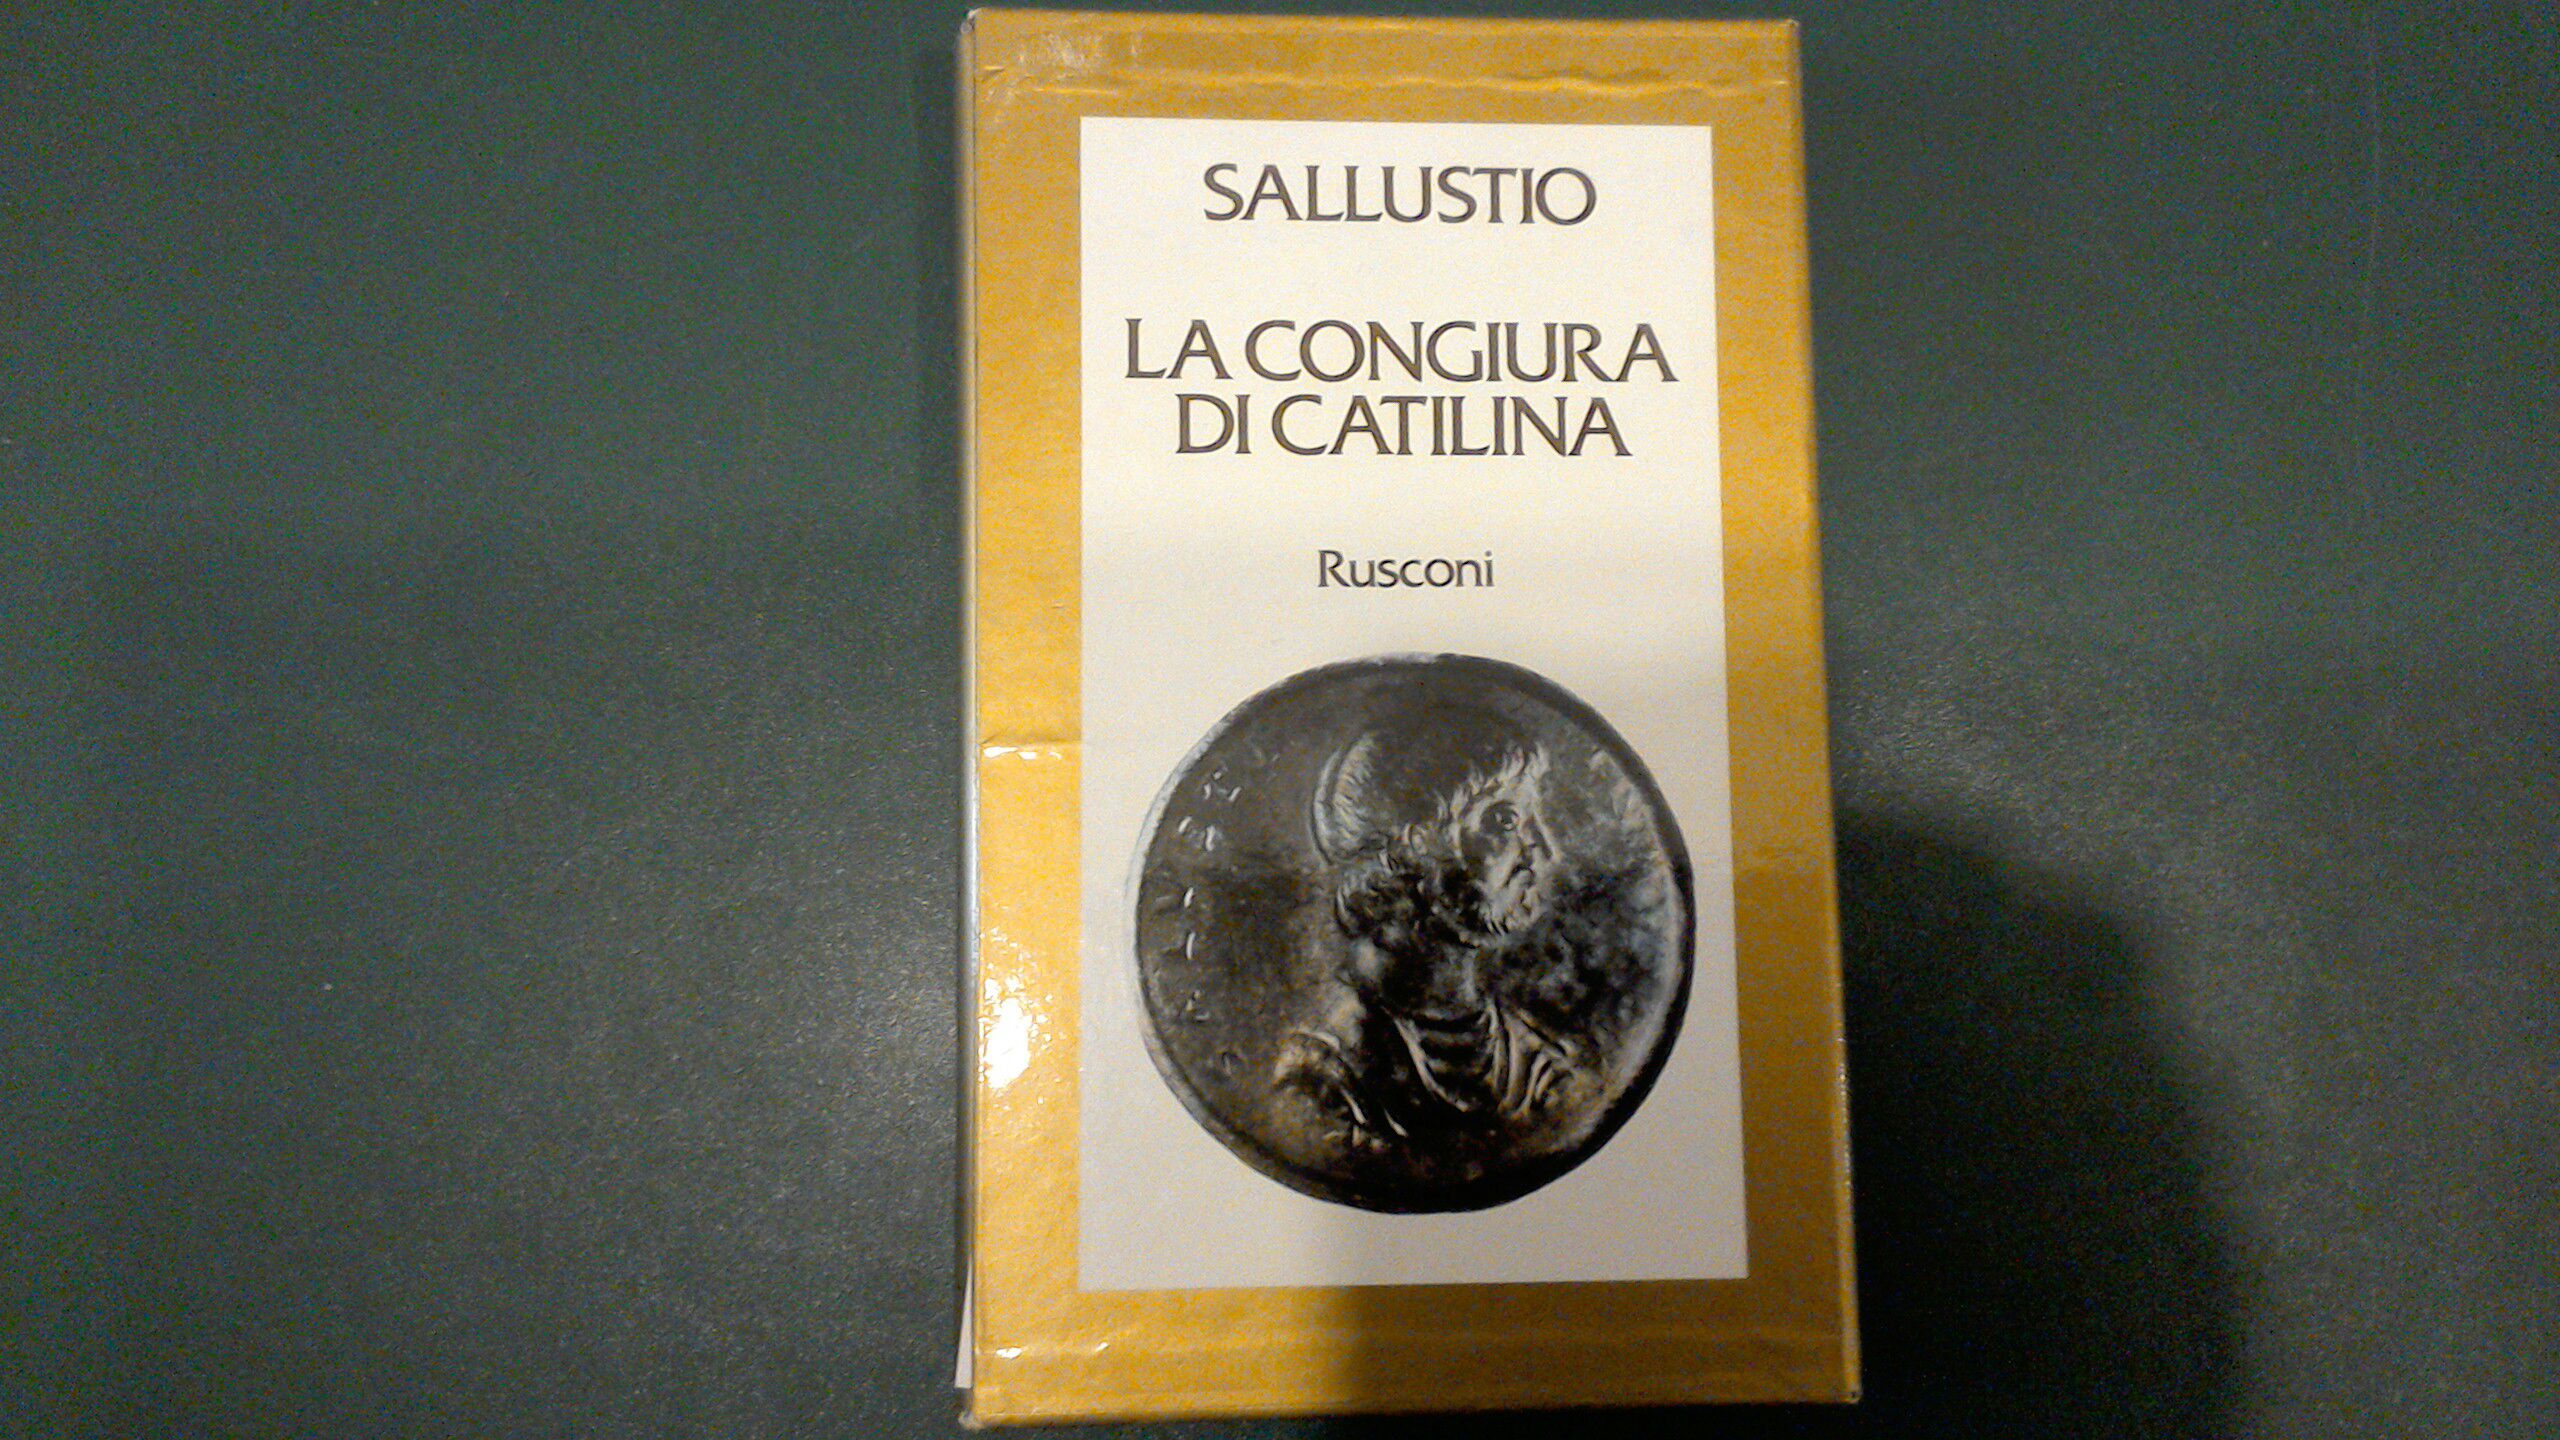 SALLUSTIO
LA CONGIURA
DI CATILINA
Rusconi